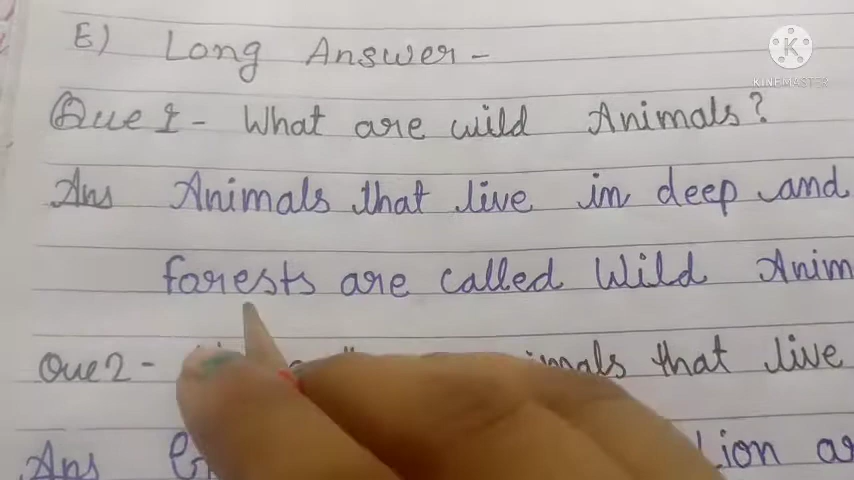 E) Long Answer -
KINEMASTER
Que 1 - What are wild Animals?
Ans Animals that live in deep and
forests are called Wild Anim
Que 2 - that live
Ans Lion